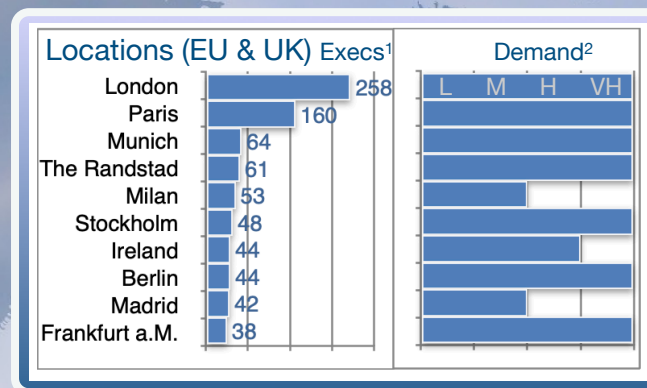 Locations (EU & UK) Execs¹ Demand²
London 258 L M H VH
Paris 160
Munich 64
The Randstad 61
Milan 53
Stockholm 48
Ireland 44
Berlin 44
Madrid 42
Frankfurt a.M. 38